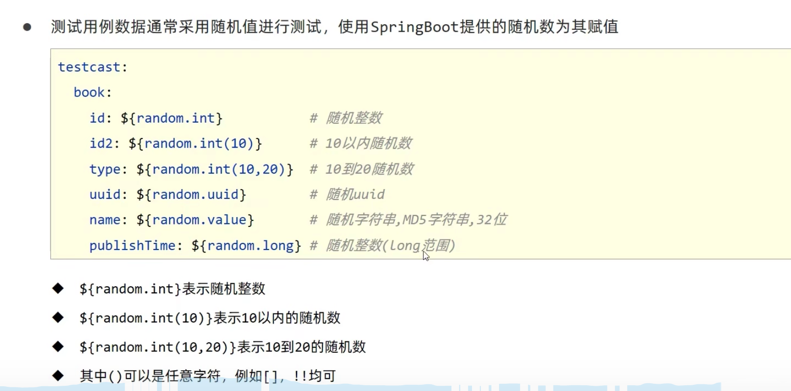 ● 测试用例数据通常采用随机值进行测试，使用SpringBoot提供的随机数为其赋值
testcast:
  book:
    id: ${random.int}           # 随机整数
    id2: ${random.int(10)}      # 10以内随机数
    type: ${random.int(10,20)}  # 10到20随机数
    uuid: ${random.uuid}        # 随机uuid
    name: ${random.value}       # 随机字符串,MD5字符串,32位
    publishTime: ${random.long} # 随机整数(long范围)
◆ ${random.int}表示随机整数
◆ ${random.int(10)}表示10以内的随机数
◆ ${random.int(10,20)}表示10到20的随机数
◆ 其中()可以是任意字符，例如[]，!!均可